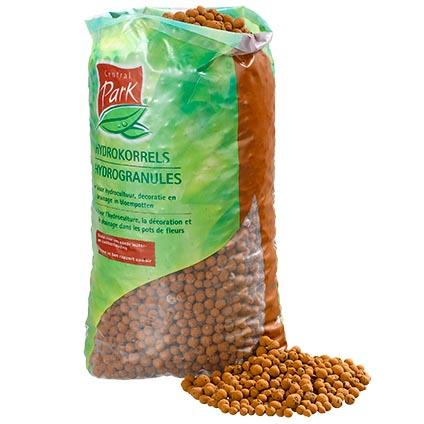 Central
Park
HYDROKORRELS
HYDROGRANULES
Voor hydrocultuur, decoratie en
drainage in bloempotten
Pour l'hydroculture, la décoration et
le drainage dans les pots de fleurs